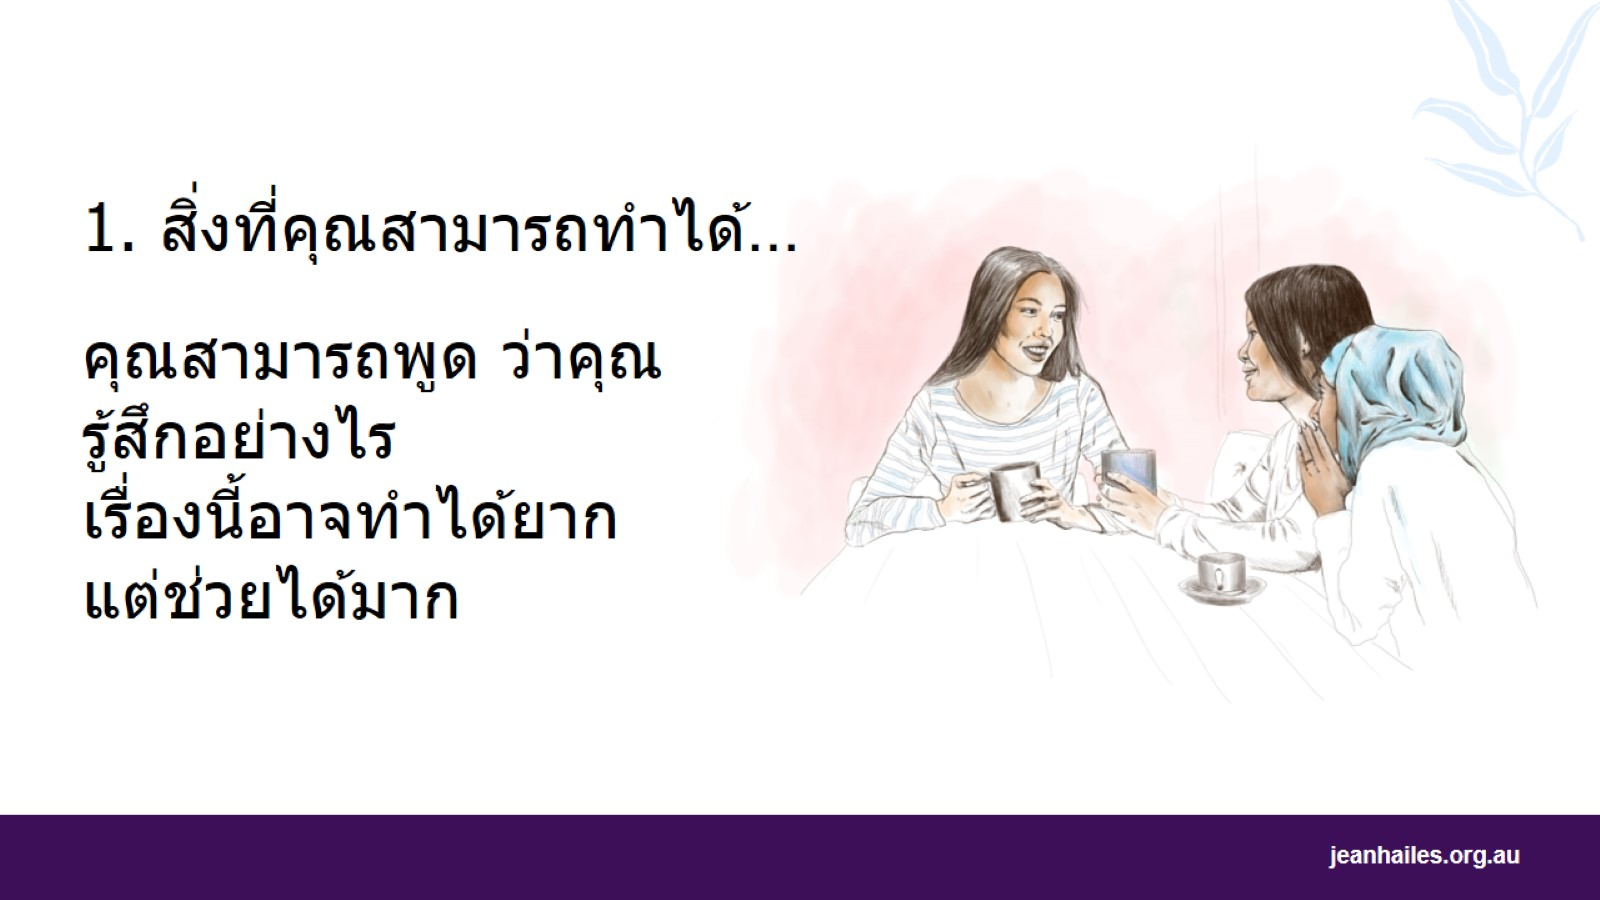 1. สิ่งที่คุณสามารถทำได้...
คุณสามารถพูด ว่าคุณ
รู้สึกอย่างไร
เรื่องนี้อาจทำได้ยาก
แต่ช่วยได้มาก
jeanhailes.org.au